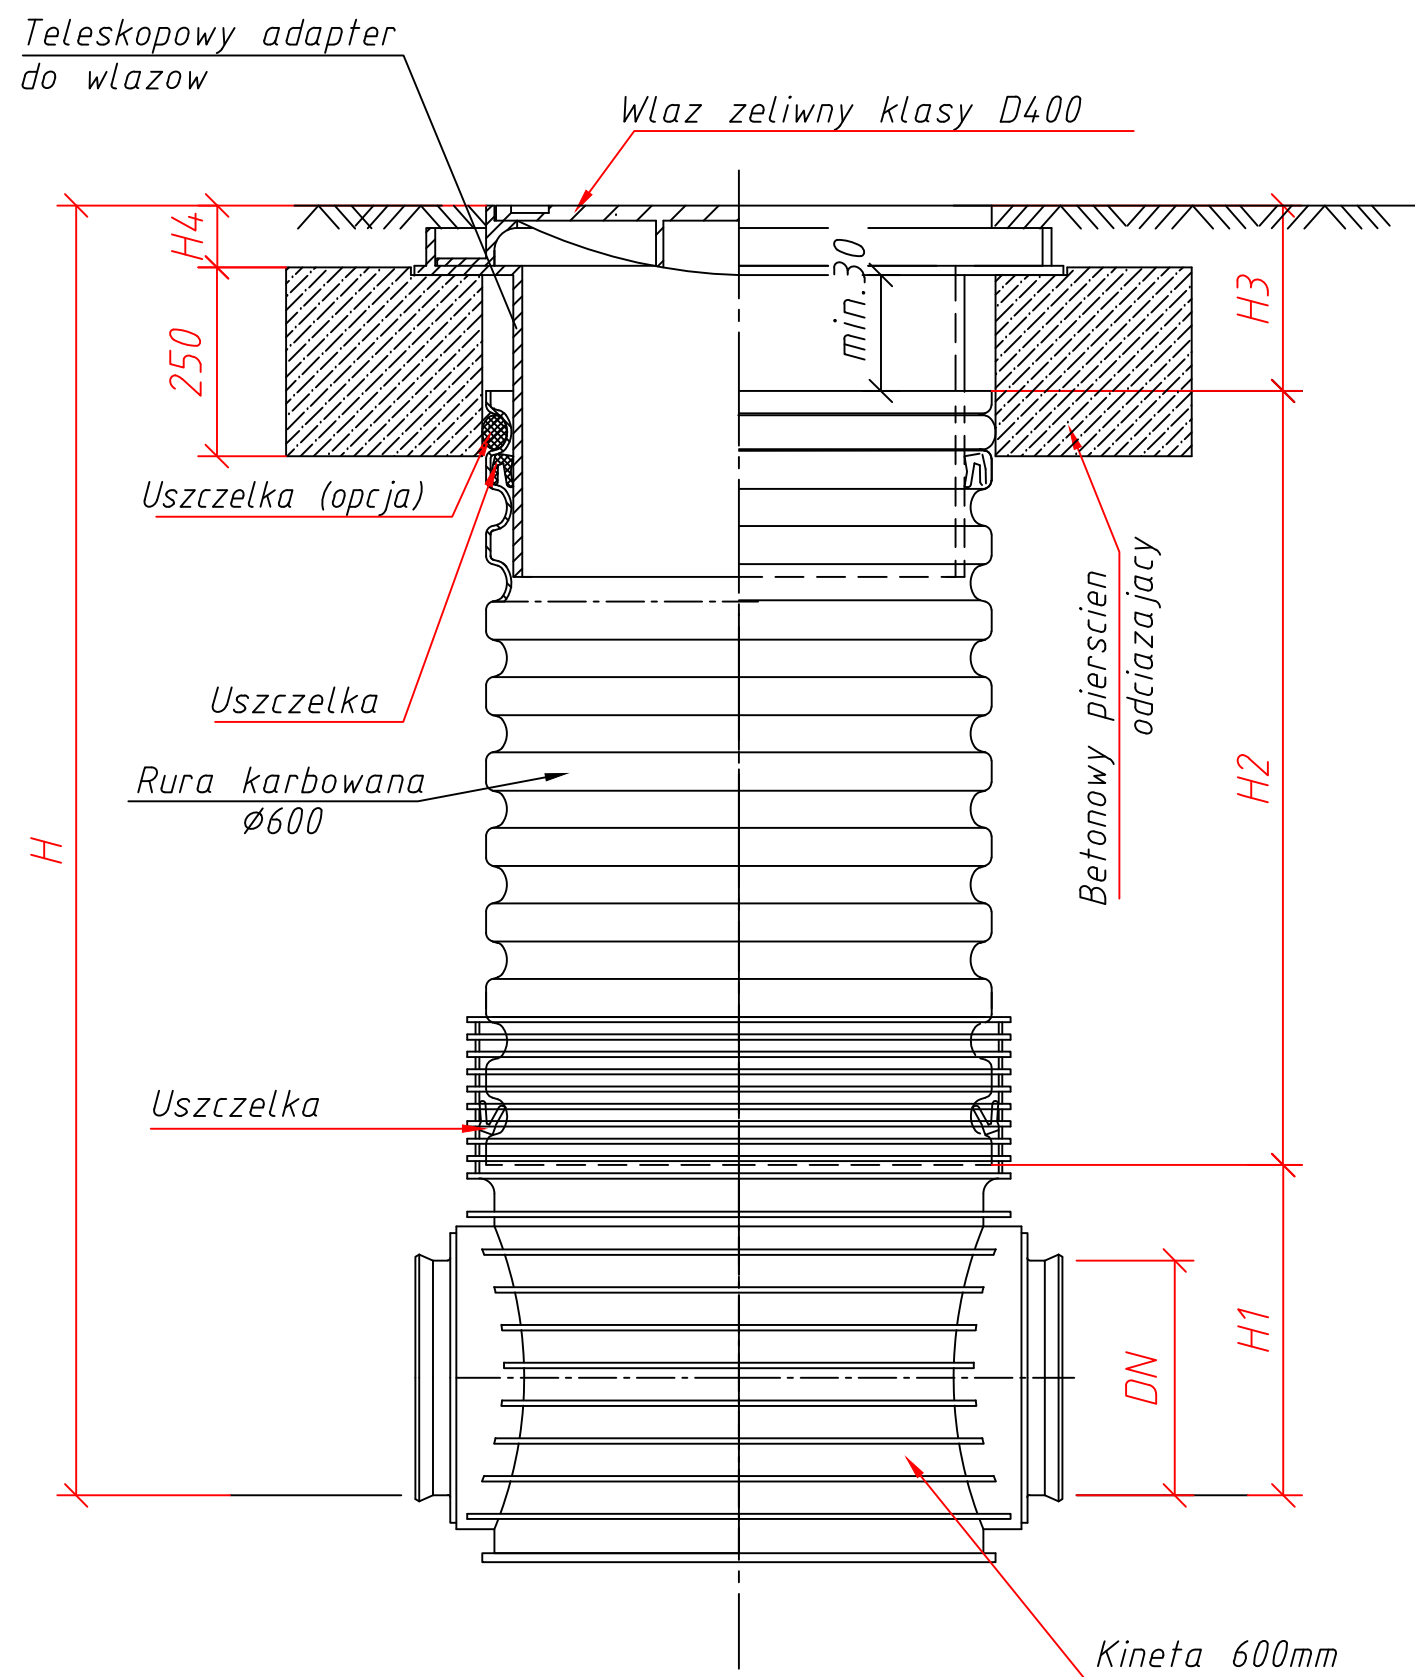 Teleskopowy adapter
do wlazow
Wlaz zeliwny klasy D400
H4
min.30
H3
250
Uszczelka (opcja)
Betonowy pierscien
odciazajacy
Uszczelka
Rura karbowana
Ø600
H2
H
Uszczelka
H1
DN
Kineta 600mm